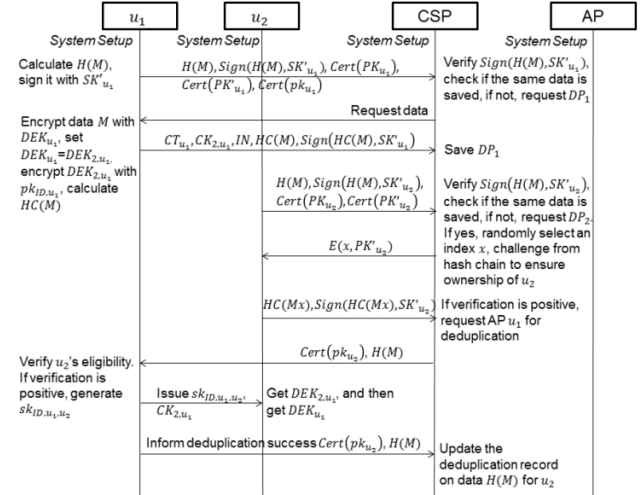 u₁ u₂ CSP AP
System Setup System Setup System Setup System Setup
Calculate H(M),
sign it with SK'u₁
H(M),Sign(H(M),SK'u₁),Cert(PKu₁),
Cert(PK'u₁),Cert(pku₁)
Verify Sign(H(M),SK'u₁),
check if the same data is
saved, if not, request DP₁
Request data
Encrypt data M with
DEKu₁, set
DEKu₁=DEK₂,u₁,
encrypt DEK₂,u₁ with
pkID,u₁, calculate
HC(M)
CTu₁,CK₂,u₁,IN,HC(M),Sign(HC(M),SK'u₁)
Save DP₁
H(M),Sign(H(M),SK'u₂),
Cert(PKu₂),Cert(PK'u₂)
Verify Sign(H(M),SK'u₂),
check if the same data is
saved, if not, request DP₂.
If yes, randomly select an
index x, challenge from
hash chain to ensure
ownership of u₂
E(x,PK'u₂)
HC(Mx),Sign(HC(Mx),SK'u₂)
If verification is positive,
request AP u₁ for
deduplication
Cert(pku₂), H(M)
Verify u₂'s eligibility.
If verification is
positive, generate
skID,u₁,u₂
Issue skID,u₁,u₂,
CK₂,u₁
Get DEK₂,u₁, and then
get DEKu₁
Inform deduplication success Cert(pku₂), H(M)
Update the
deduplication record
on data H(M) for u₂